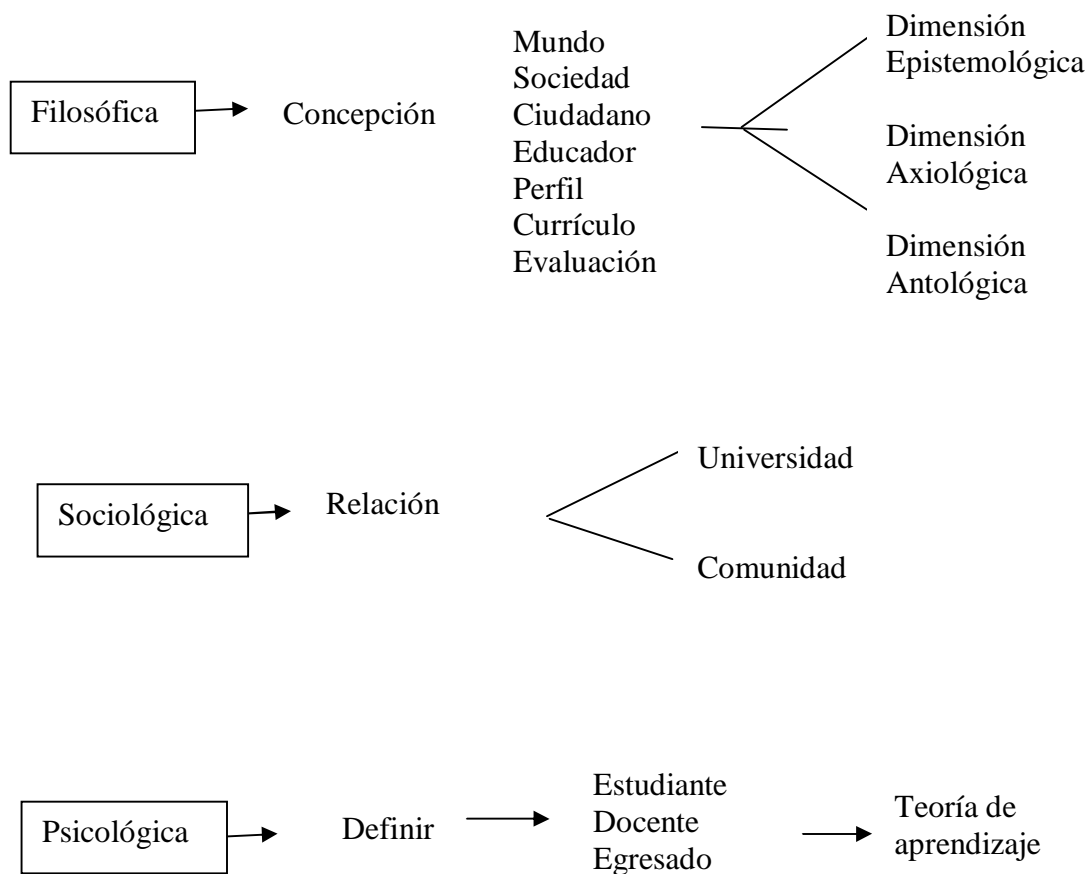 Filosófica
Concepción
Mundo
Sociedad
Ciudadano
Educador
Perfil
Currículo
Evaluación
Dimensión
Epistemológica
Dimensión
Axiológica
Dimensión
Antológica
Sociológica
Relación
Universidad
Comunidad
Psicológica
Definir
Estudiante
Docente
Egresado
Teoría de
aprendizaje